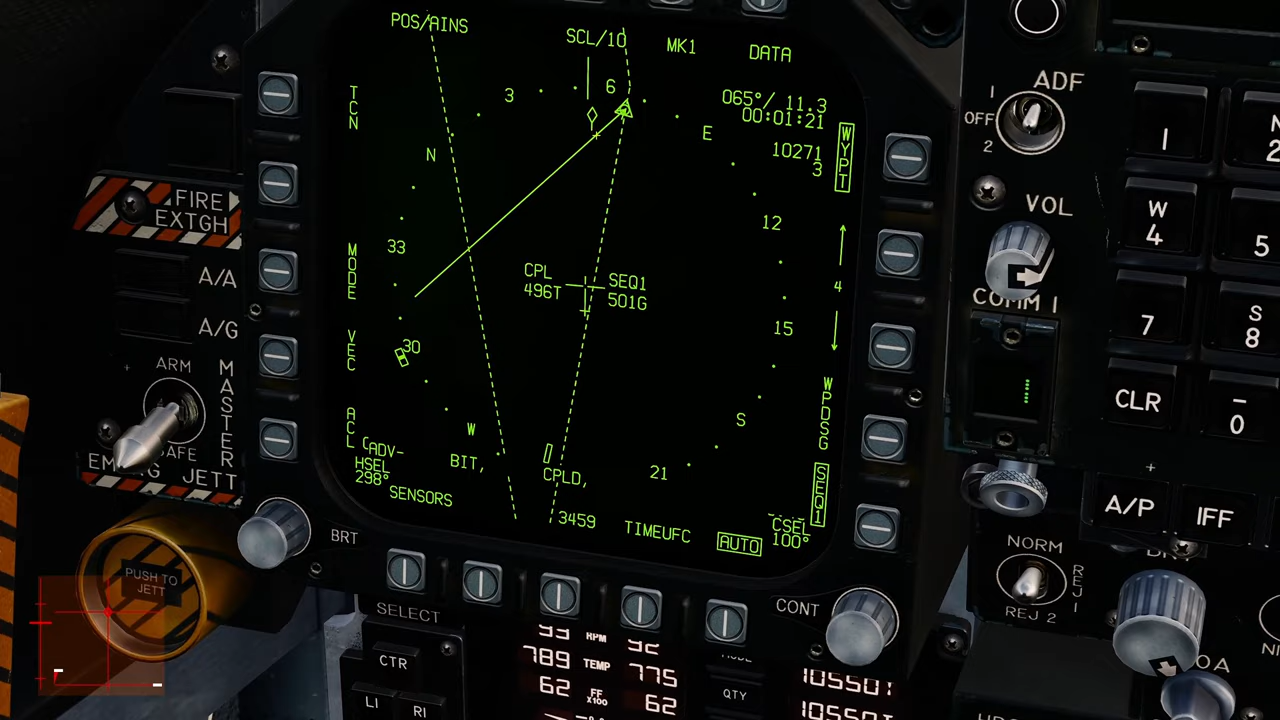 POS/AINS
SCL/10
MK1
DATA
TCN
3
6
E
065°/ 11.3
00:01:21
10271
3
WYPT
N
12
33
MODE
CPL
496T
SEQ1
501G
4
15
30
VEC
S
W
21
WPDSG
ACL
(ADV-
HSEL
298°
BIT,
CPLD,
SENSORS
3459
TIMEUFC
AUTO
CSEL
100°
SEQ1
FIRE
EXTGH
A/A
A/G
ARM
MASTER
SAFE
EMERG JETT
PUSH TO
JETT
BRT
CONT
SELECT
CTR
LI
RI
RPM
TEMP
FF
X100
789
775
62
62
QTY
ADF
1
OFF
2
VOL
COMM 1
1
N
2
W
4
5
7
S
8
CLR
-
0
A/P
IFF
NORM
REJ 1
REJ 2